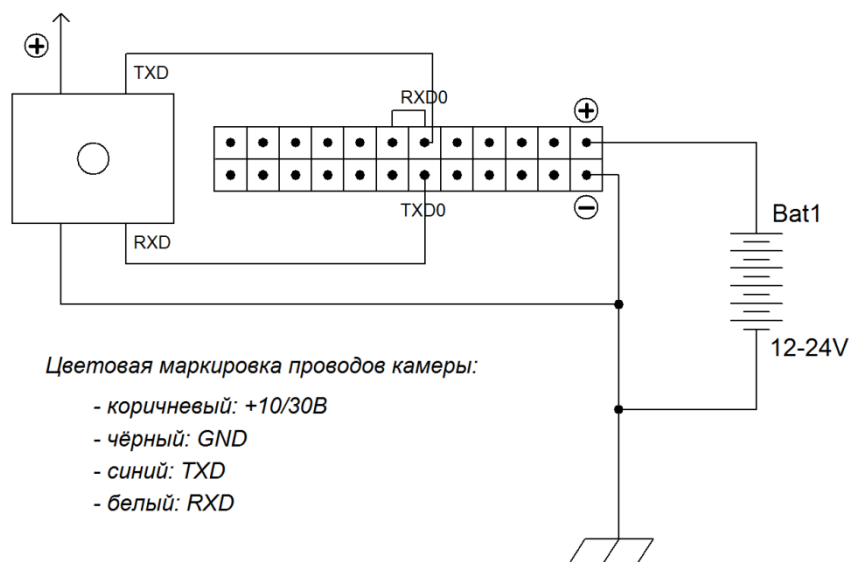 TXD
RXD0
TXD0
RXD
Bat1
12-24V
Цветовая маркировка проводов камеры:
- коричневый: +10/30В
- чёрный: GND
- синий: TXD
- белый: RXD